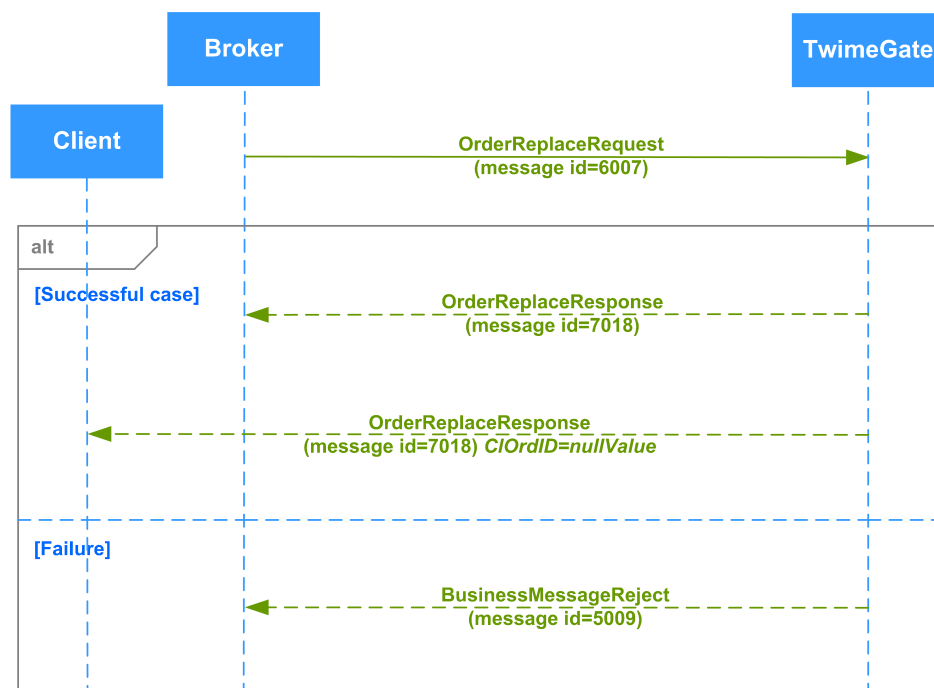 Broker
TwimeGate
Client
OrderReplaceRequest
(message id=6007)
alt
[Successful case]
OrderReplaceResponse
(message id=7018)
OrderReplaceResponse
(message id=7018) ClOrdID=nullValue
[Failure]
BusinessMessageReject
(message id=5009)